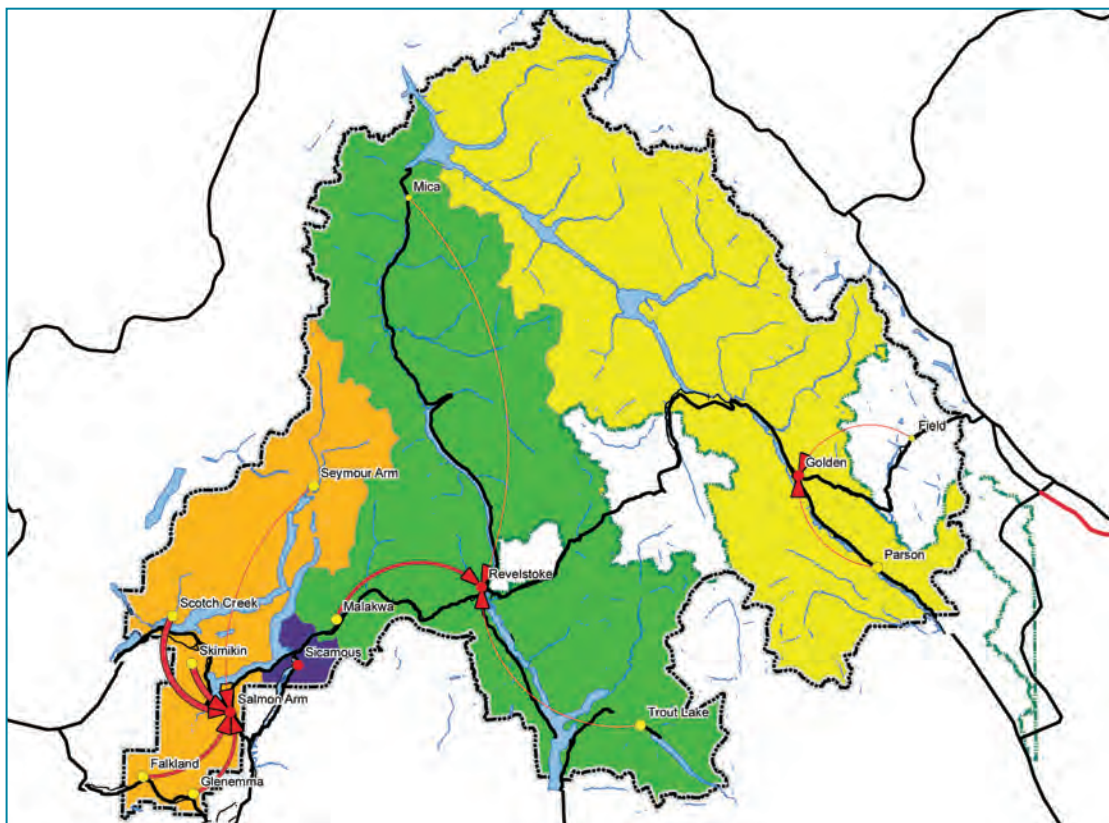 Mica
Field
Golden
Seymour Arm
Parson
Revelstoke
Scotch Creek
Malakwa
Skimikin
Sicamous
Salmon Arm
Trout Lake
Falkland
Glenemma